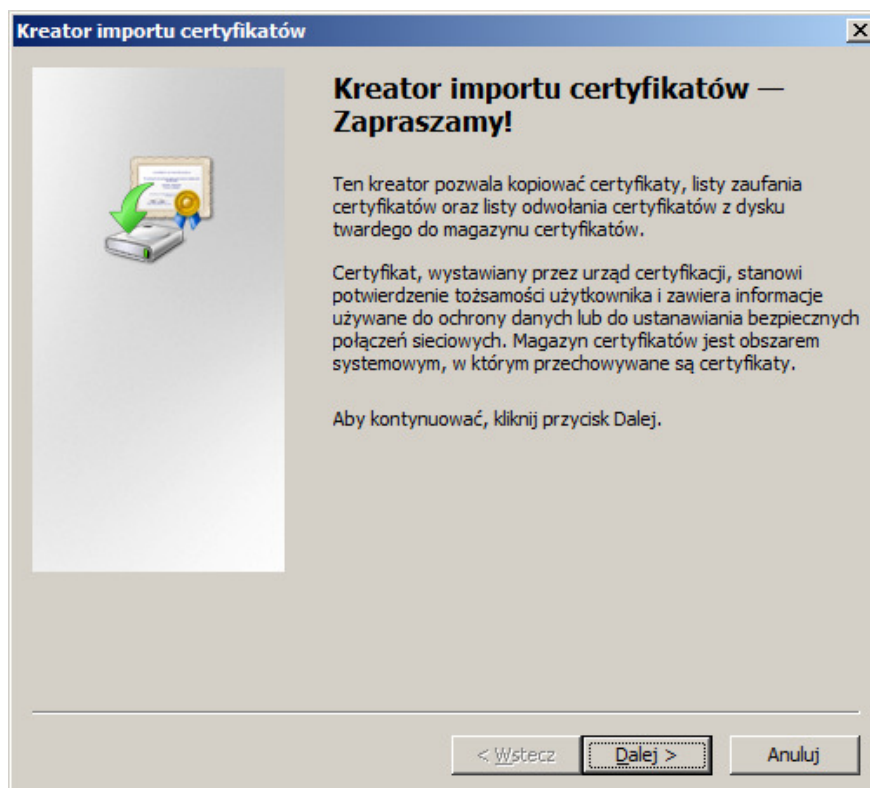 Kreator importu certyfikatów
Kreator importu certyfikatów —
Zapraszamy!
Ten kreator pozwala kopiować certyfikaty, listy zaufania
certyfikatów oraz listy odwołania certyfikatów z dysku
twardego do magazynu certyfikatów.
Certyfikat, wystawiany przez urząd certyfikacji, stanowi
potwierdzenie tożsamości użytkownika i zawiera informacje
używane do ochrony danych lub do ustanawiania bezpiecznych
połączeń sieciowych. Magazyn certyfikatów jest obszarem
systemowym, w którym przechowywane są certyfikaty.
Aby kontynuować, kliknij przycisk Dalej.
< Wstecz
Dalej >
Anuluj